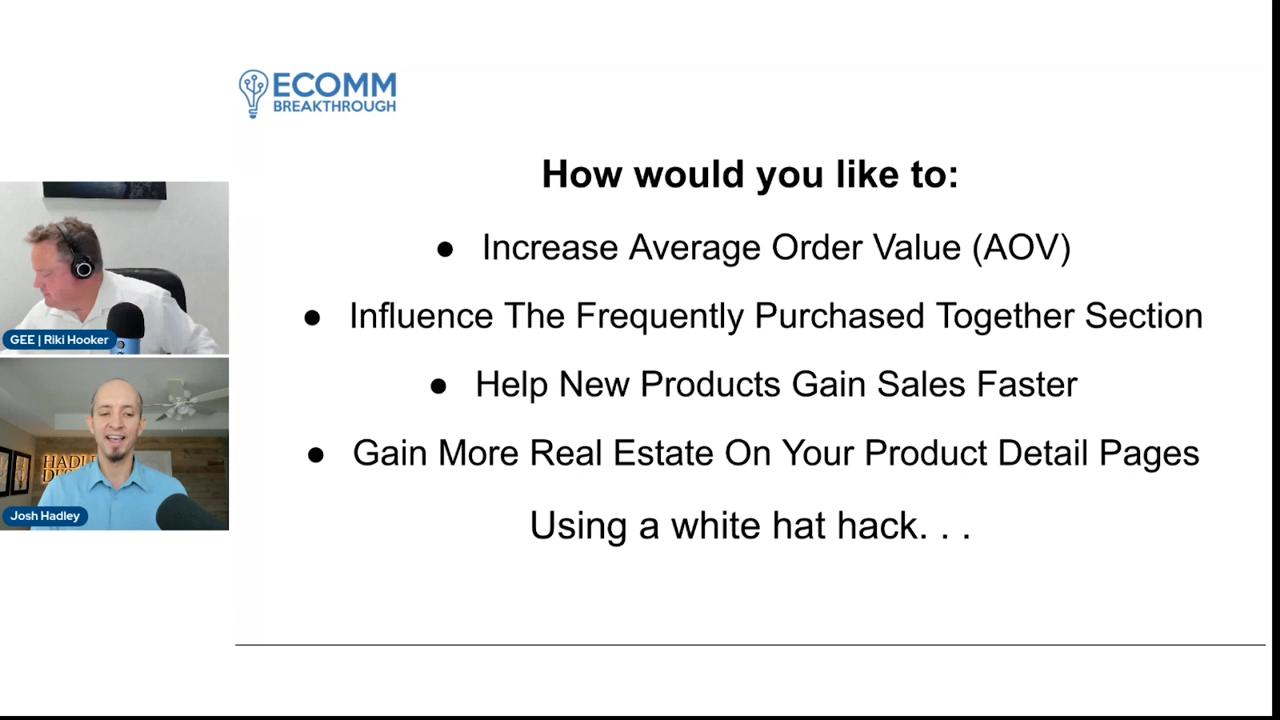 ECOMM
BREAKTHROUGH
How would you like to:
● Increase Average Order Value (AOV)
● Influence The Frequently Purchased Together Section
● Help New Products Gain Sales Faster
● Gain More Real Estate On Your Product Detail Pages
Using a white hat hack. . .
GEE | Riki Hooker
Josh Hadley